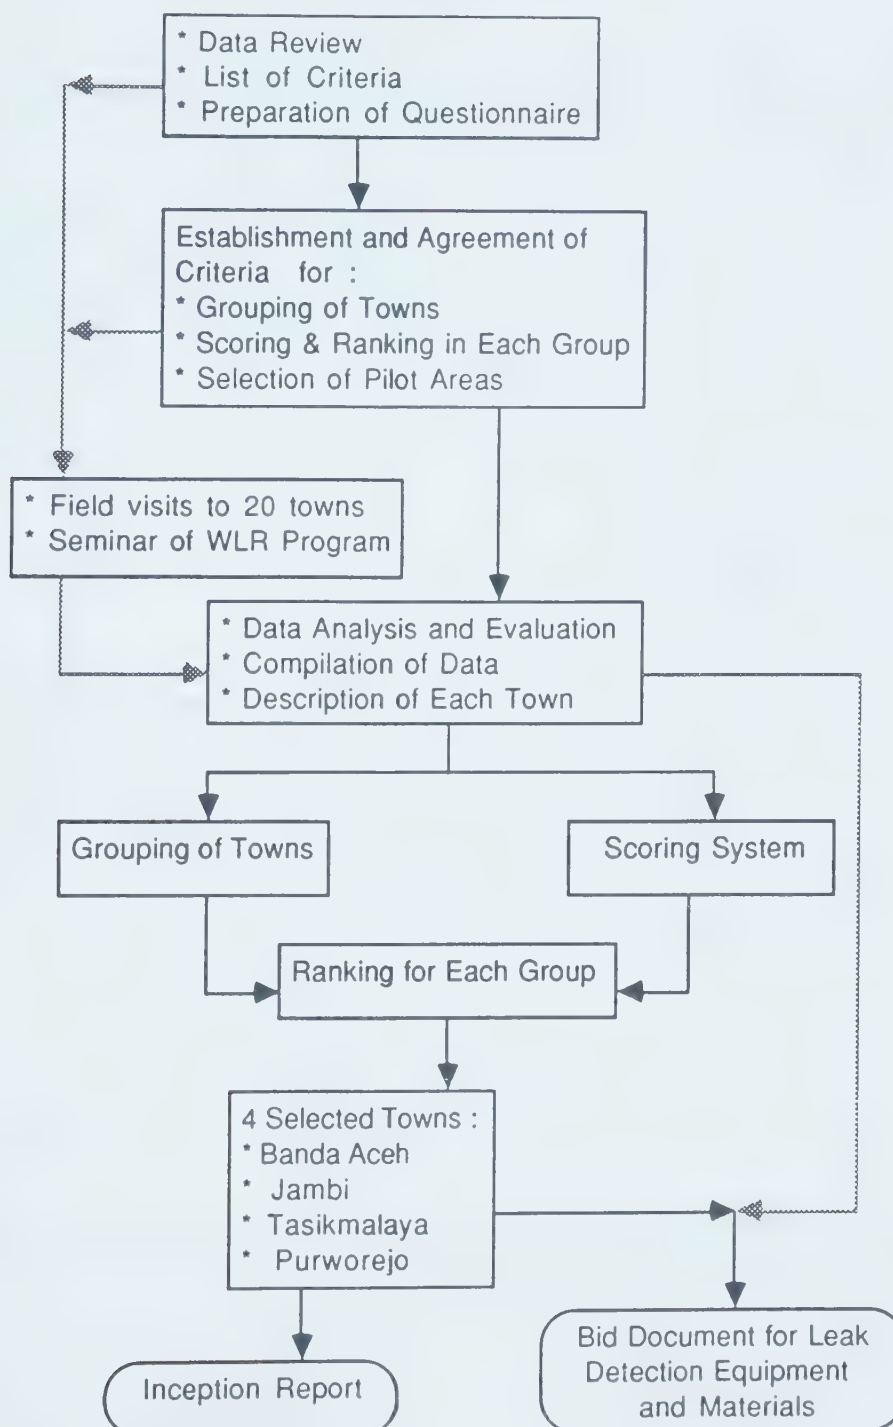 * Data Review
* List of Criteria
* Preparation of Questionnaire
Establishment and Agreement of
Criteria for :
* Grouping of Towns
* Scoring & Ranking in Each Group
* Selection of Pilot Areas
* Field visits to 20 towns
* Seminar of WLR Program
* Data Analysis and Evaluation
* Compilation of Data
* Description of Each Town
Grouping of Towns
Scoring System
Ranking for Each Group
4 Selected Towns :
* Banda Aceh
* Jambi
* Tasikmalaya
* Purworejo
Inception Report
Bid Document for Leak
Detection Equipment
and Materials